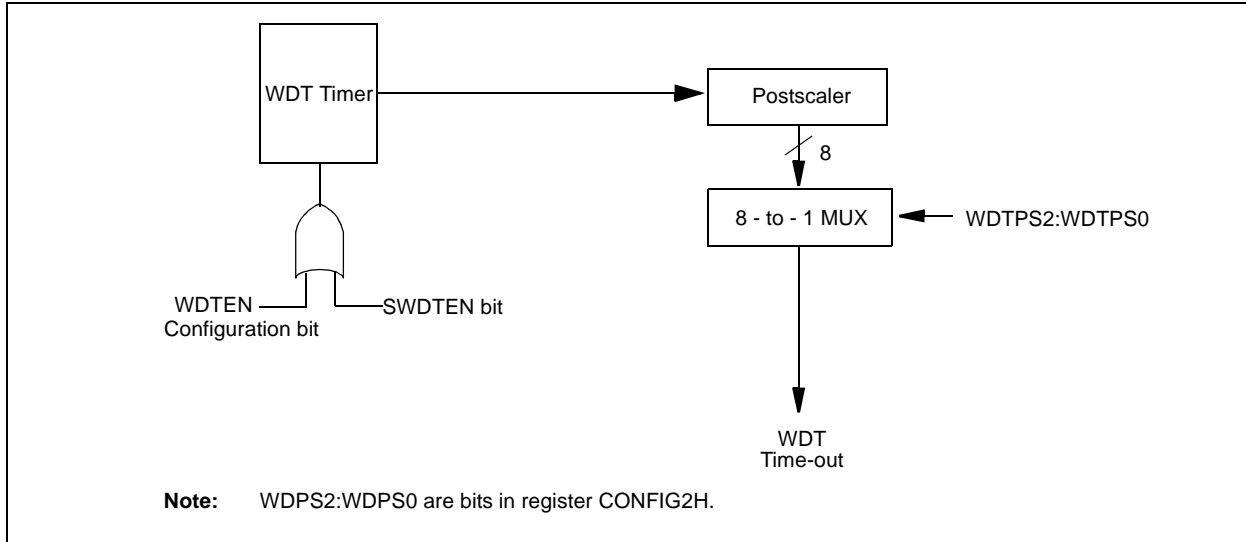 WDT Timer
Postscaler
8
8 - to - 1 MUX
WDTPS2:WDTPS0
WDTEN
Configuration bit
SWDTEN bit
WDT
Time-out
Note: WDPS2:WDPS0 are bits in register CONFIG2H.